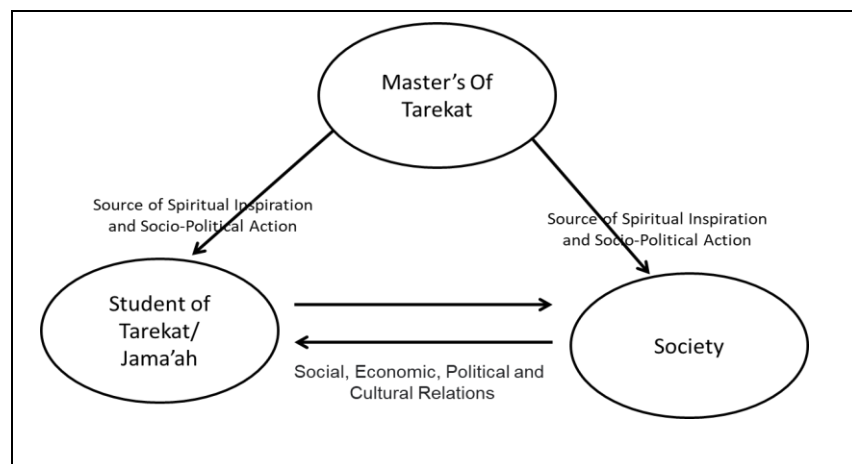 Master's Of
Tarekat
Source of Spiritual Inspiration
and Socio-Political Action
Source of Spiritual Inspiration
and Socio-Political Action
Student of
Tarekat/
Jama'ah
Society
Social, Economic, Political and
Cultural Relations